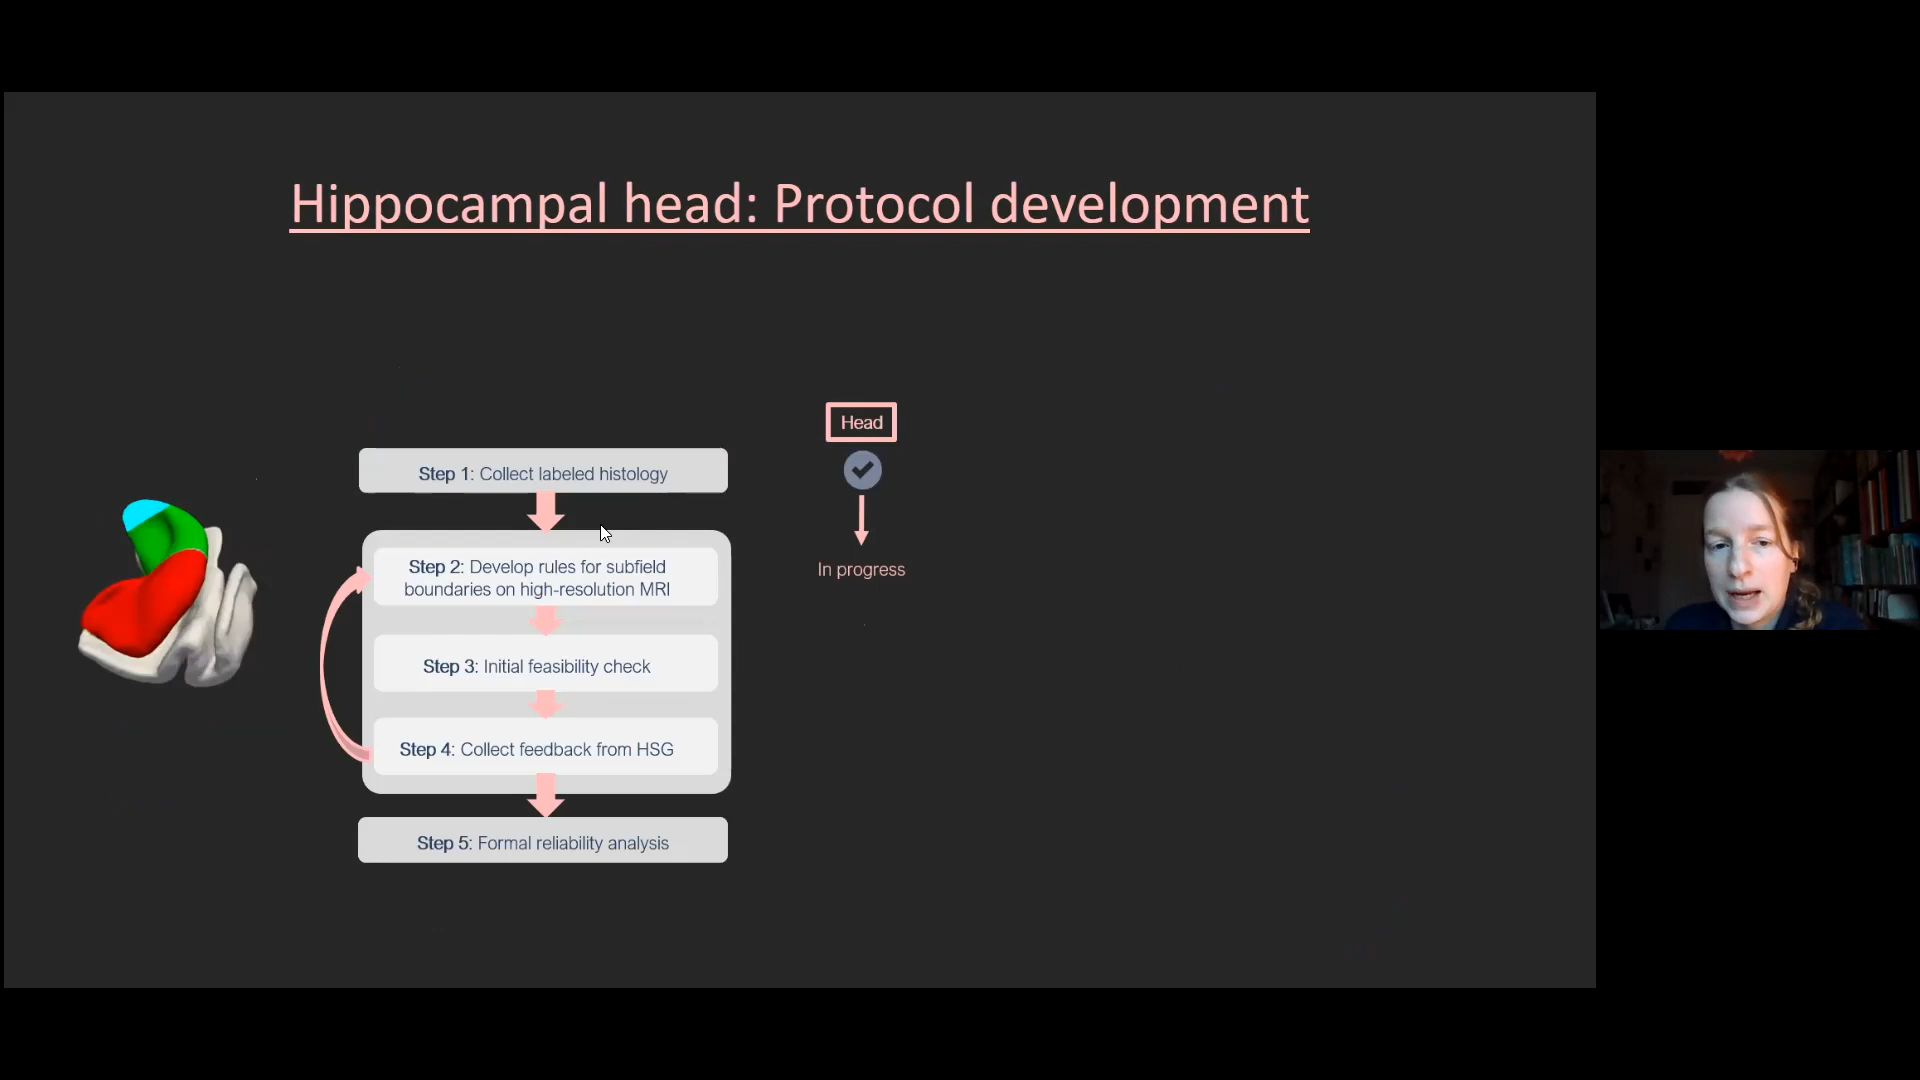 Hippocampal head: Protocol development
Head
Step 1: Collect labeled histology
Step 2: Develop rules for subfield
boundaries on high-resolution MRI
In progress
Step 3: Initial feasibility check
Step 4: Collect feedback from HSG
Step 5: Formal reliability analysis